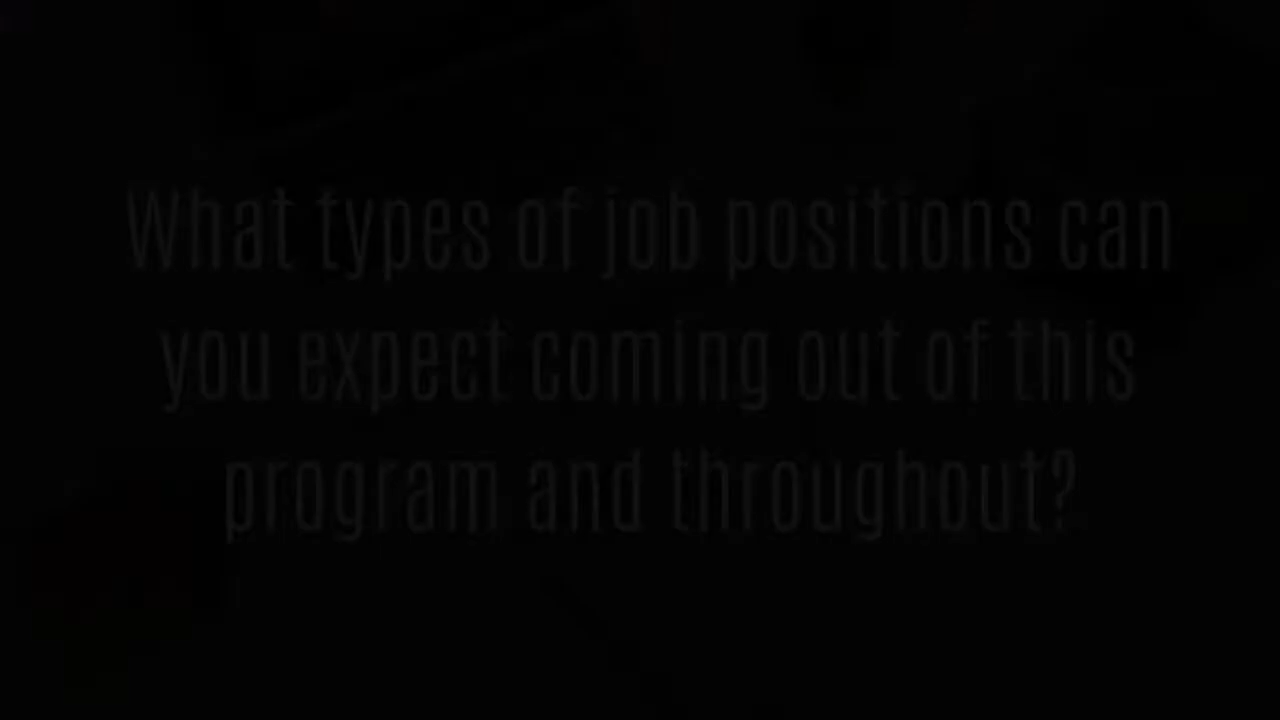 What types of job positions can
you expect coming out of this
program and throughout?